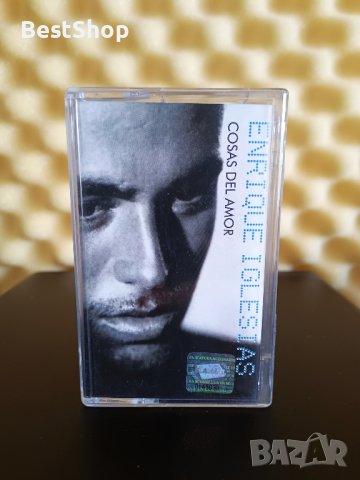 BestShop
ENRIQUE IGLESIAS
COSAS DEL AMOR
BAZAR